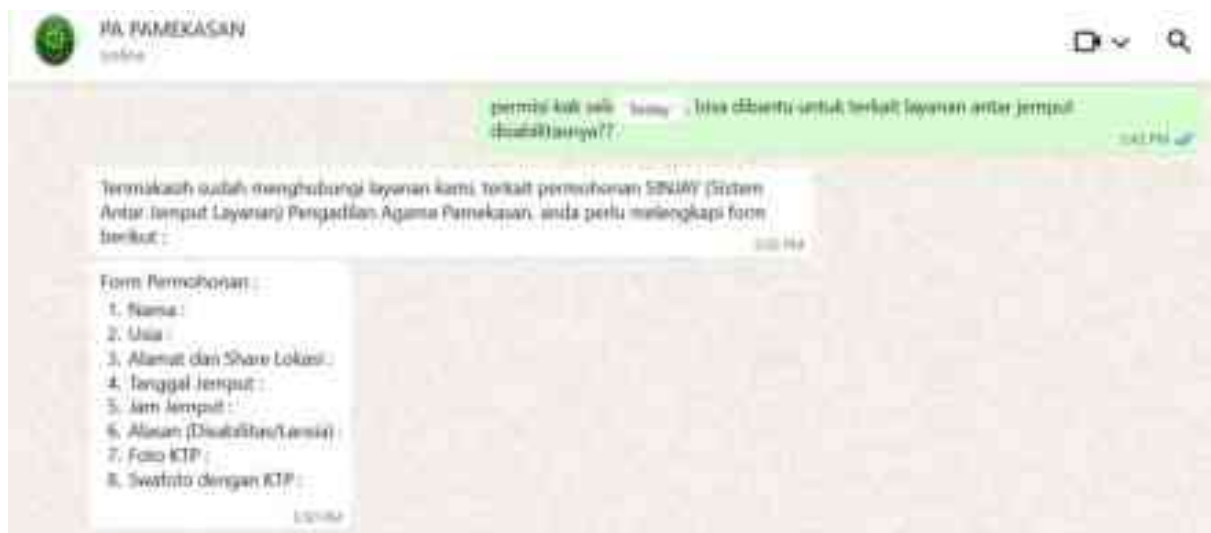 PA PAMEKASAN
online
permisi kak sela , bisa dibantu untuk terkait layanan antar jemput
disabilitasnya??
Terimakasih sudah menghubungi layanan kami, terkait permohonan SINJAY (Sistem
Antar Jemput Layanan) Pengadilan Agama Pamekasan, anda perlu melengkapi form
berikut :
Form Permohonan :
1. Nama :
2. Usia :
3. Alamat dan Share Lokasi :
4. Tanggal Jemput :
5. Jam Jemput :
6. Alasan (Disabilitas/Lansia) :
7. Foto KTP :
8. Swafoto dengan KTP :